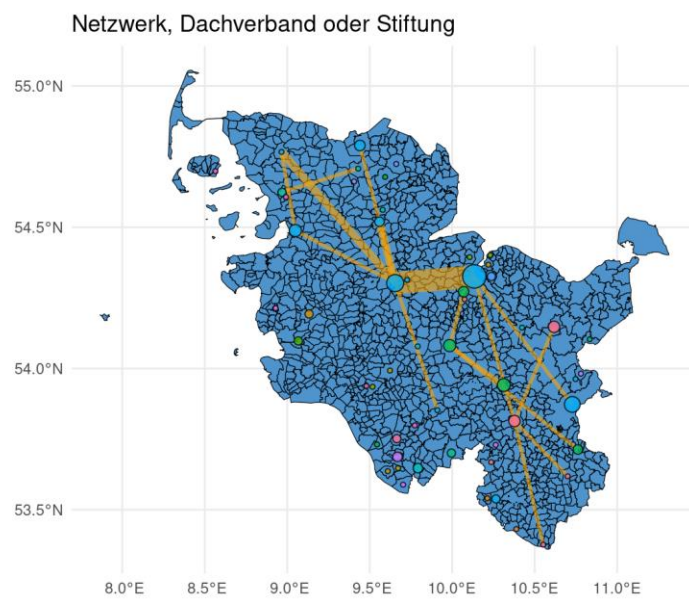 Netzwerk, Dachverband oder Stiftung
55.0°N
54.5°N
54.0°N
53.5°N
8.0°E 8.5°E 9.0°E 9.5°E 10.0°E 10.5°E 11.0°E